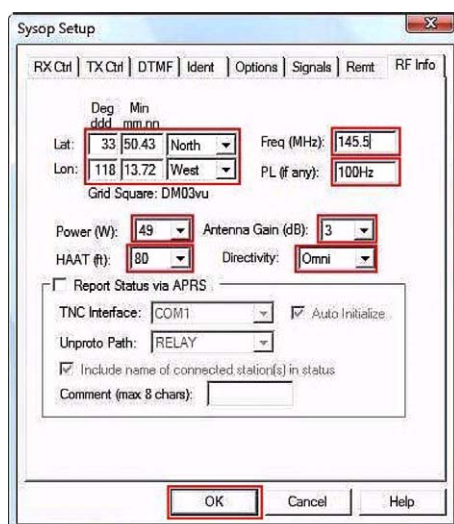 Sysop Setup
RX Ctrl TX Ctrl DTMF Ident Options Signals Remt RF Info
Deg Min
ddd mm.nn
Lat: 33 50.43 North Freq (MHz): 145.5
Lon: 118 13.72 West PL (if any): 100Hz
Grid Square: DM03vu
Power (W): 49 Antenna Gain (dB): 3
HAAT (ft): 80 Directivity: Omni
Report Status via APRS
TNC Interface: COM1 Auto Initialize
Unproto Path: RELAY
Include name of connected station(s) in status
Comment (max 8 chars):
OK Cancel Help